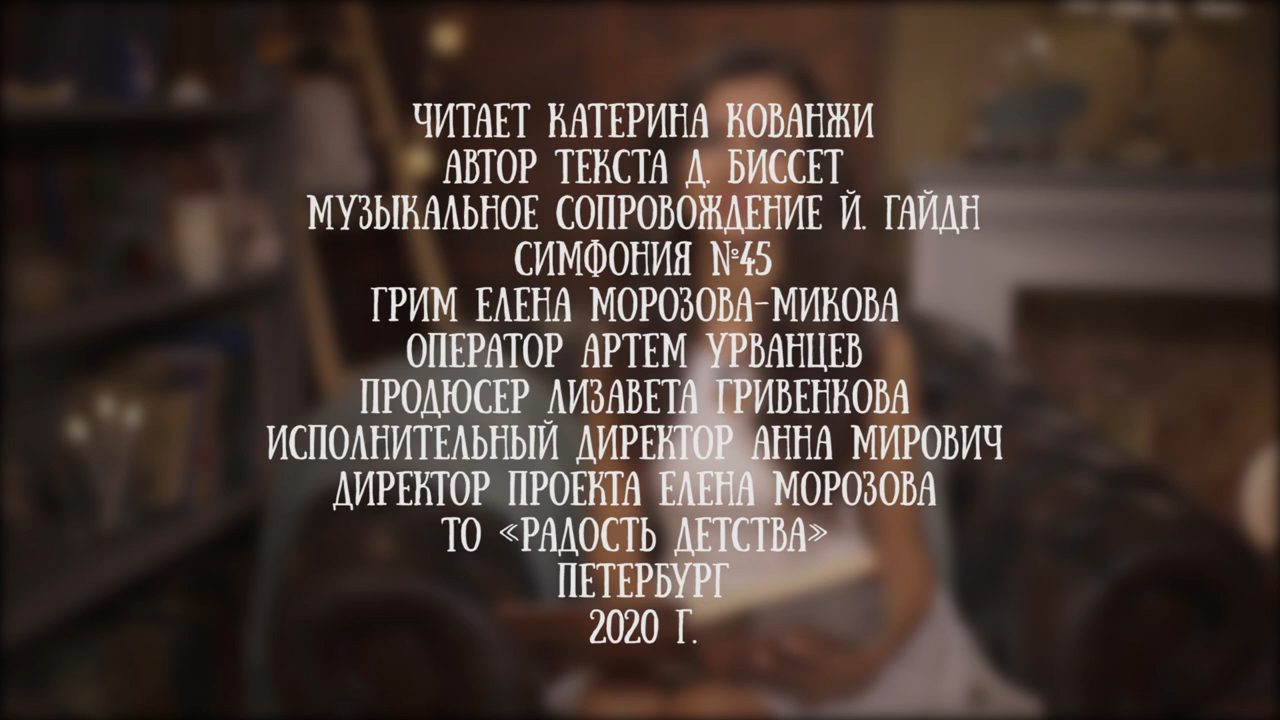 ЧИТАЕТ КАТЕРИНА КОВАНЖИ
АВТОР ТЕКСТА Д. БИССЕТ
МУЗЫКАЛЬНОЕ СОПРОВОЖДЕНИЕ Й. ГАЙДН
СИМФОНИЯ №45
ГРИМ ЕЛЕНА МОРОЗОВА-МИКОВА
ОПЕРАТОР АРТЕМ УРВАНЦЕВ
ПРОДЮСЕР ЛИЗАВЕТА ГРИВЕНКОВА
ИСПОЛНИТЕЛЬНЫЙ ДИРЕКТОР АННА МИРОВИЧ
ДИРЕКТОР ПРОЕКТА ЕЛЕНА МОРОЗОВА
ТО «РАДОСТЬ ДЕТСТВА»
ПЕТЕРБУРГ
2020 Г.